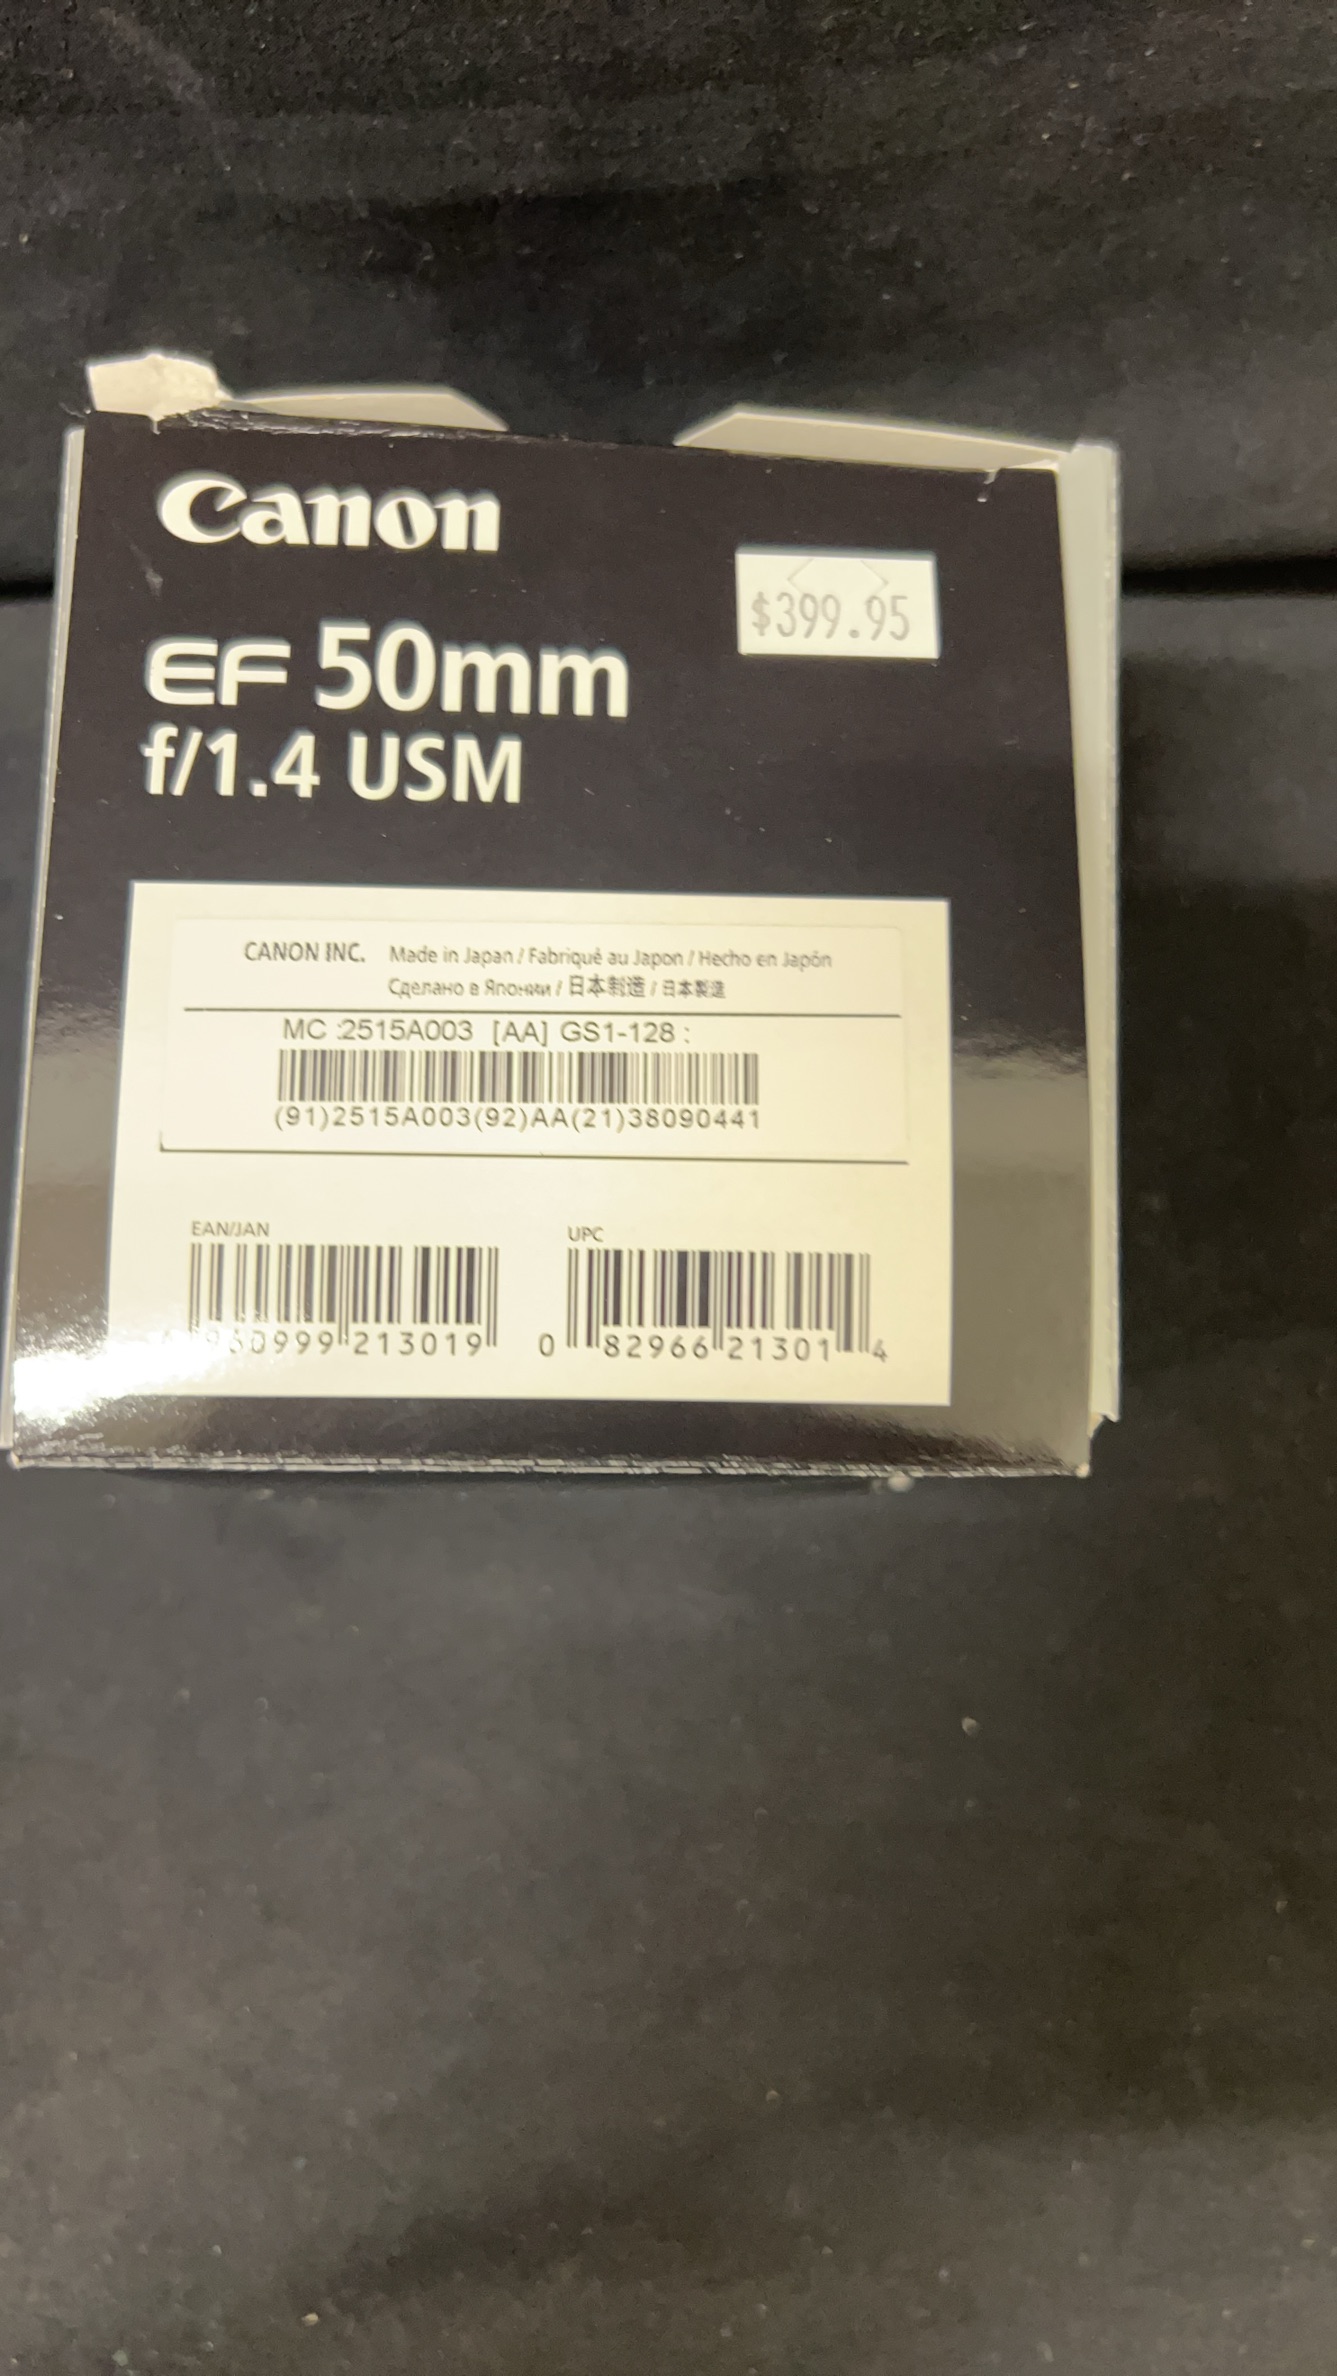 Canon
$399.95
EF 50mm
f/1.4 USM
CANON INC. Made in Japan / Fabriqué au Japon / Hecho en Japón
Сделано в Японии / 日本制造 / 日本製造
MC :2515A003 [AA] GS1-128 :
(91)2515A003(92)AA(21)38090441
EAN/JAN
UPC
960999 213019
0 82966 21301 4